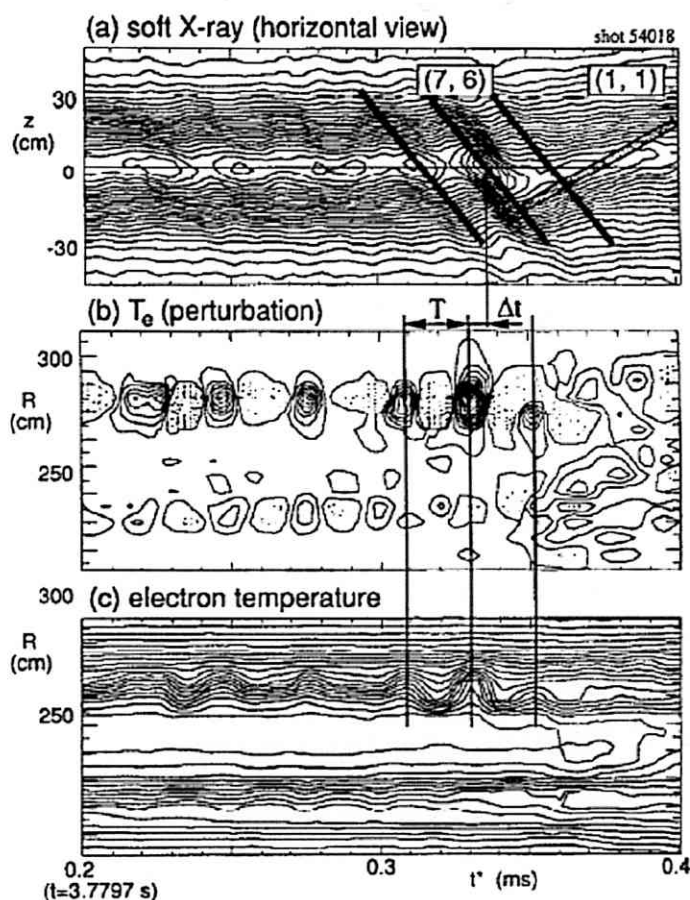 (a) soft X-ray (horizontal view)
shot 54018
(7, 6)
(1, 1)
30
z
(cm)
0
-30
(b) Te (perturbation)
T
Δt
300
R
(cm)
250
300
(c) electron temperature
R
(cm)
250
0.2
0.3
t* (ms)
0.4
(t=3.7797 s)